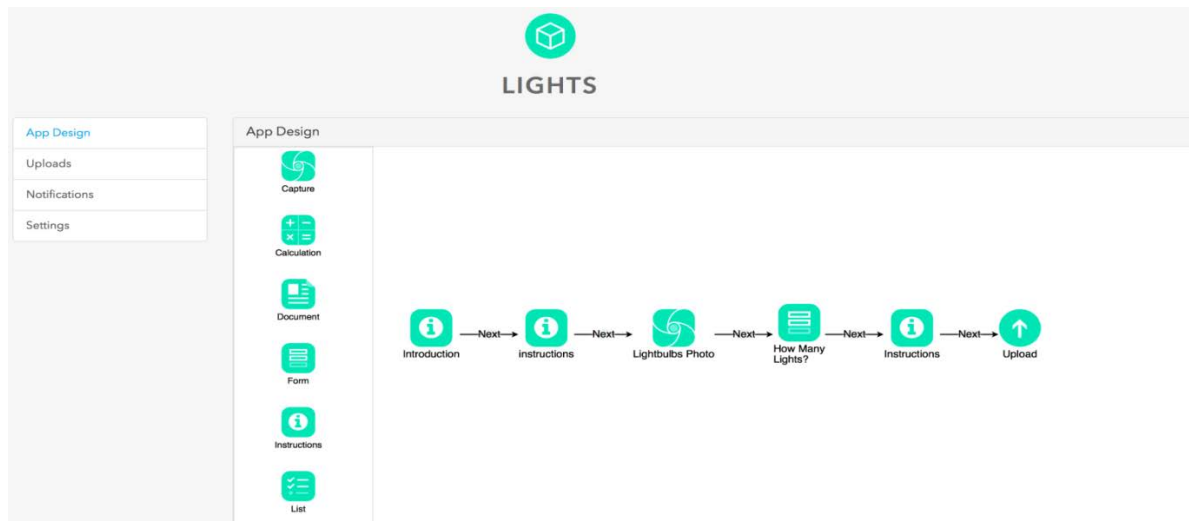 LIGHTS
App Design
Uploads
Notifications
Settings
App Design
Capture
Calculation
Document
Form
Instructions
List
Introduction
Next
instructions
Next
Lightbulbs Photo
Next
How Many
Lights?
Next
Instructions
Next
Upload